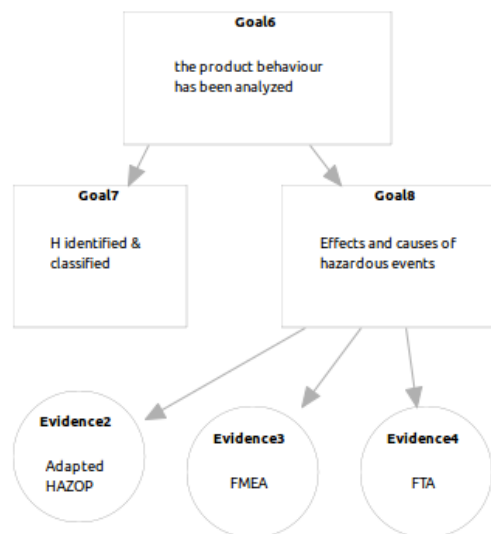 Goal6
the product behaviour
has been analyzed
Goal7
H identified &
classified
Goal8
Effects and causes of
hazardous events
Evidence2
Adapted
HAZOP
Evidence3
FMEA
Evidence4
FTA